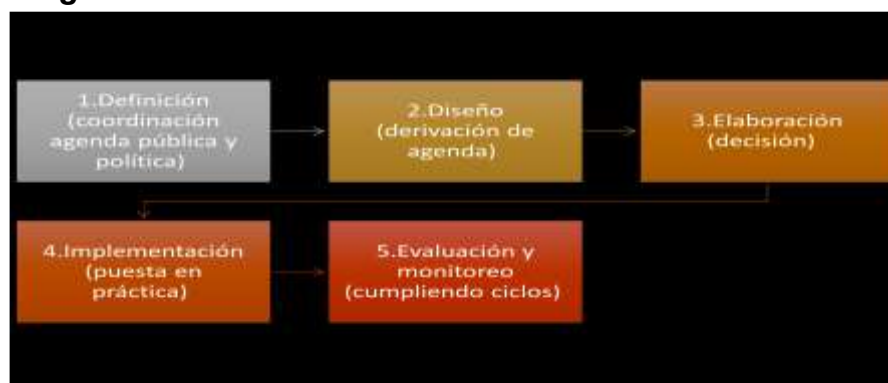 1.Definición
(coordinación
agenda pública y
política)
2.Diseño
(derivación de
agenda)
3.Elaboración
(decisión)
4.Implementación
(puesta en
práctica)
5.Evaluación y
monitoreo
(cumpliendo ciclos)